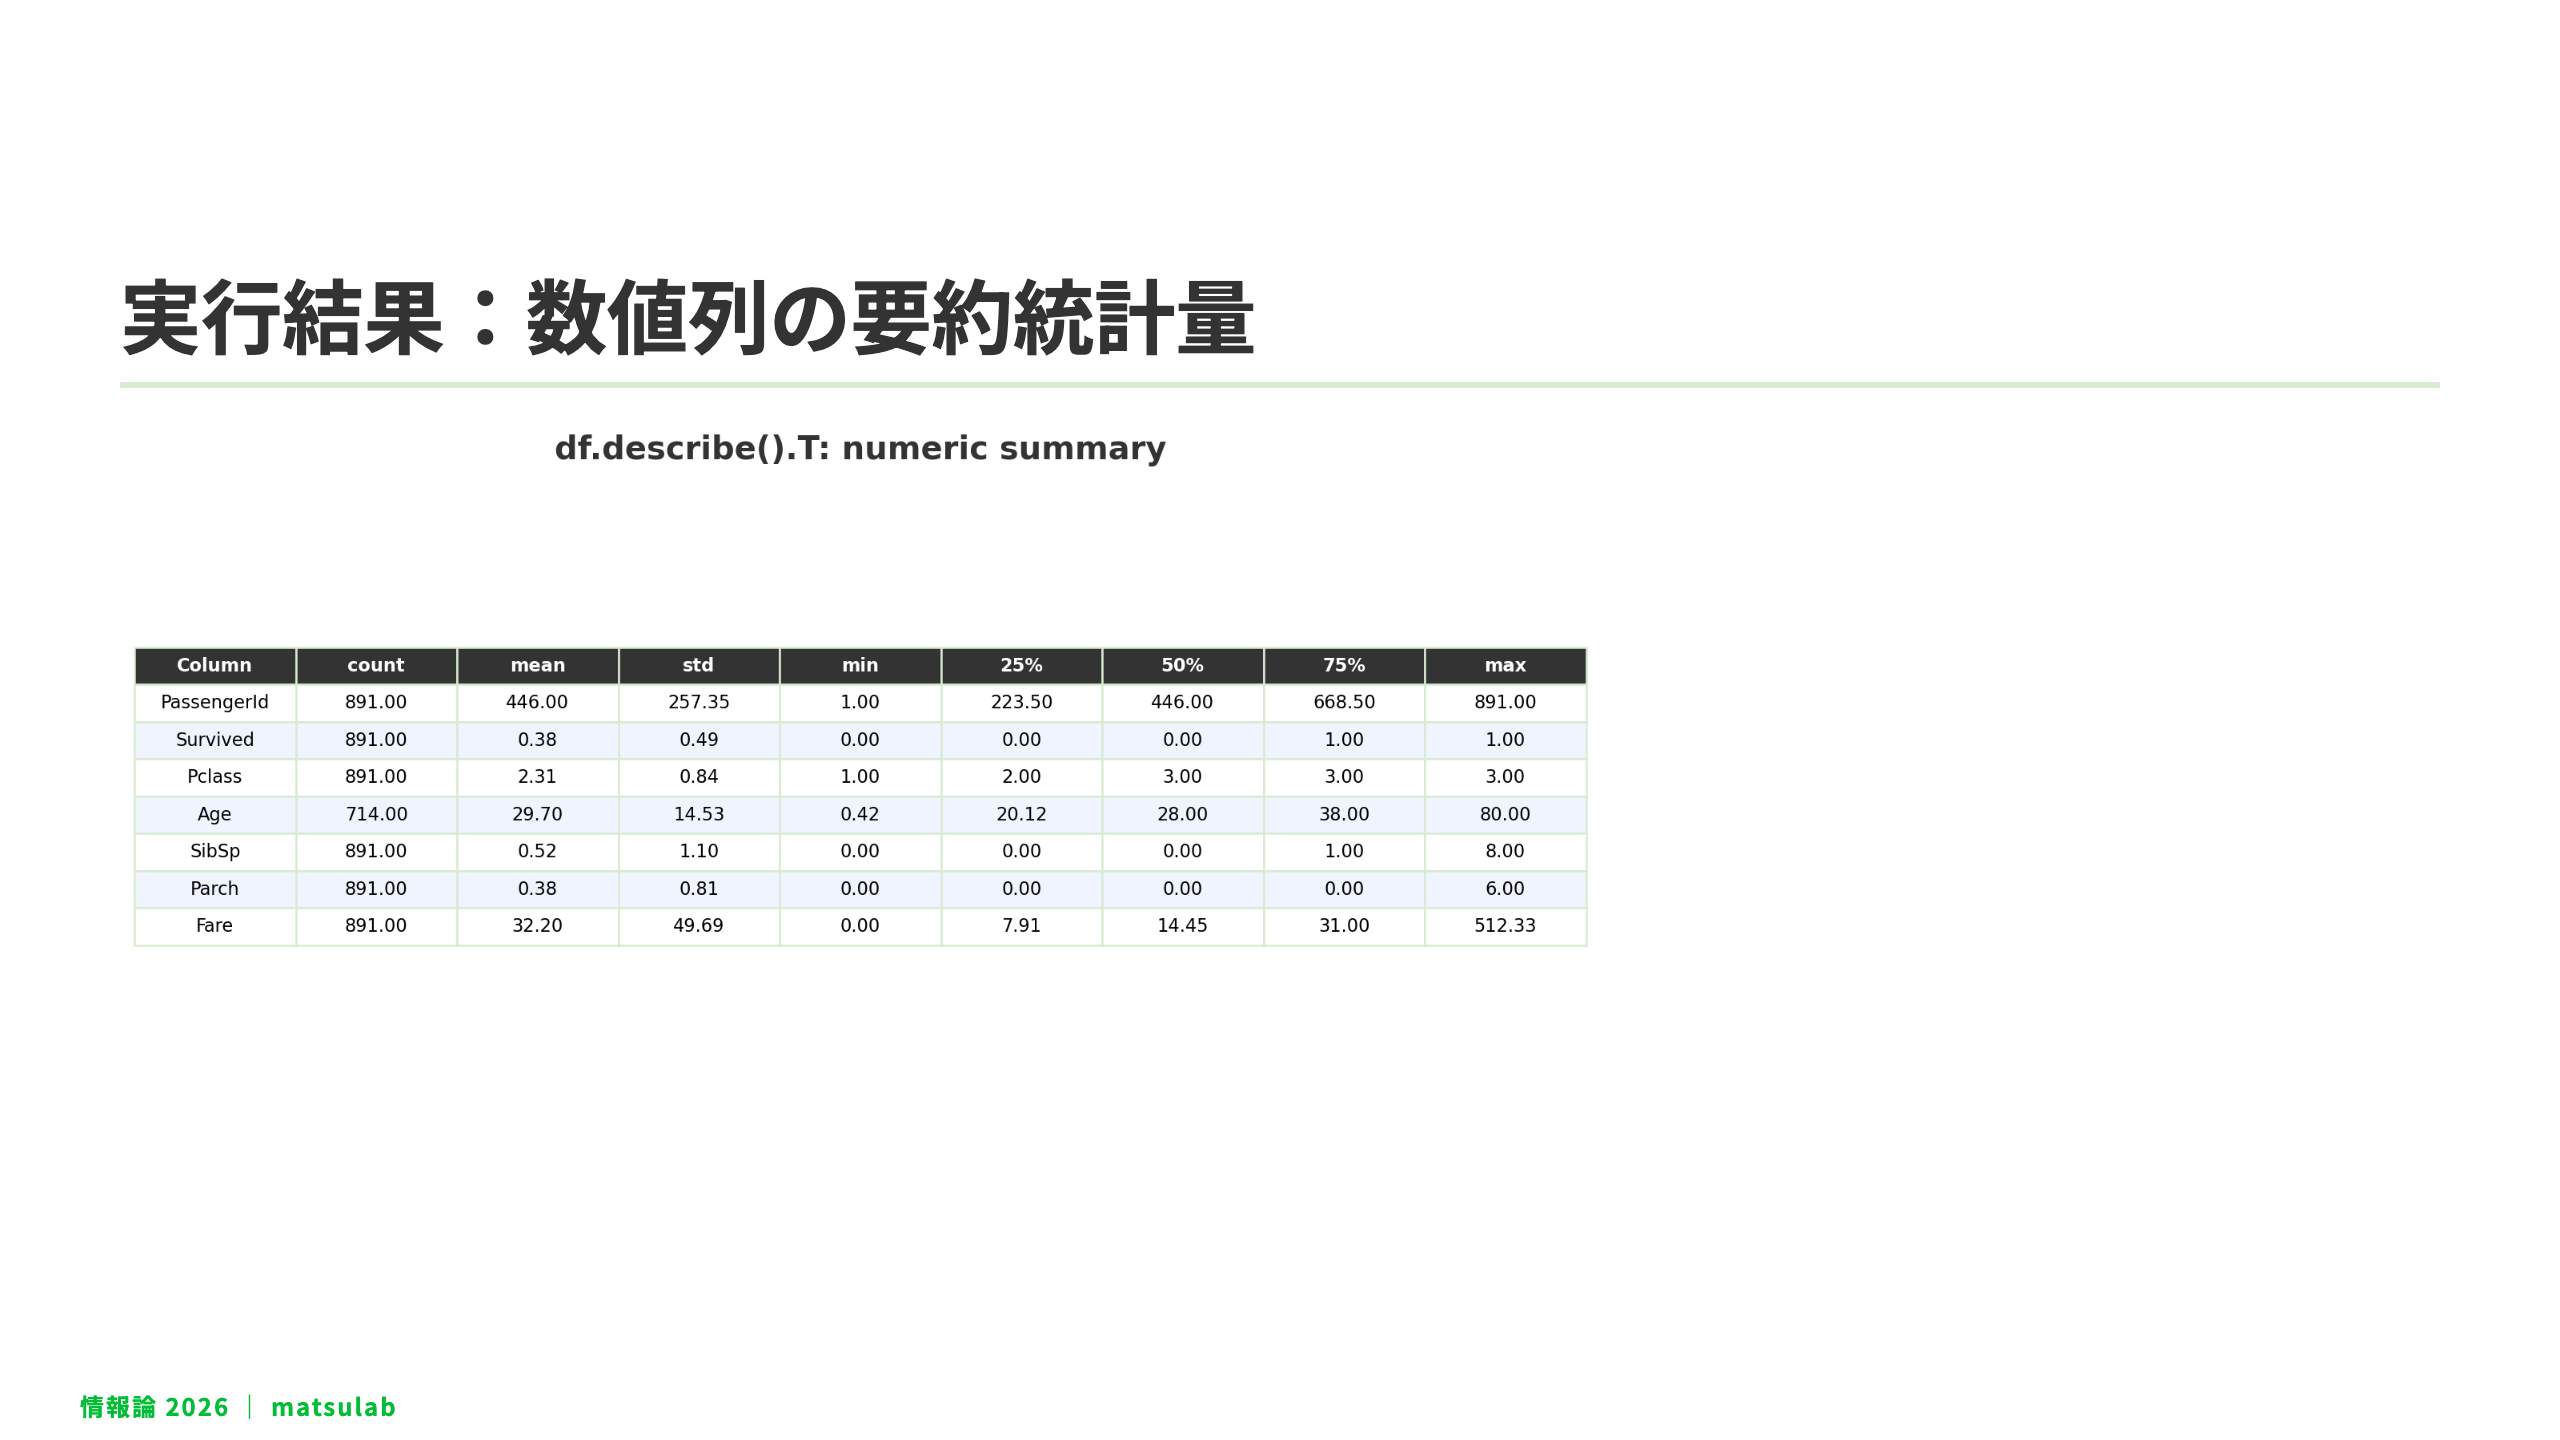 実行結果：数値列の要約統計量
df.describe().T: numeric summary
Column count mean std min 25% 50% 75% max
PassengerId 891.00 446.00 257.35 1.00 223.50 446.00 668.50 891.00
Survived 891.00 0.38 0.49 0.00 0.00 0.00 1.00 1.00
Pclass 891.00 2.31 0.84 1.00 2.00 3.00 3.00 3.00
Age 714.00 29.70 14.53 0.42 20.12 28.00 38.00 80.00
SibSp 891.00 0.52 1.10 0.00 0.00 0.00 1.00 8.00
Parch 891.00 0.38 0.81 0.00 0.00 0.00 0.00 6.00
Fare 891.00 32.20 49.69 0.00 7.91 14.45 31.00 512.33
情報論 2026 ｜ matsulab